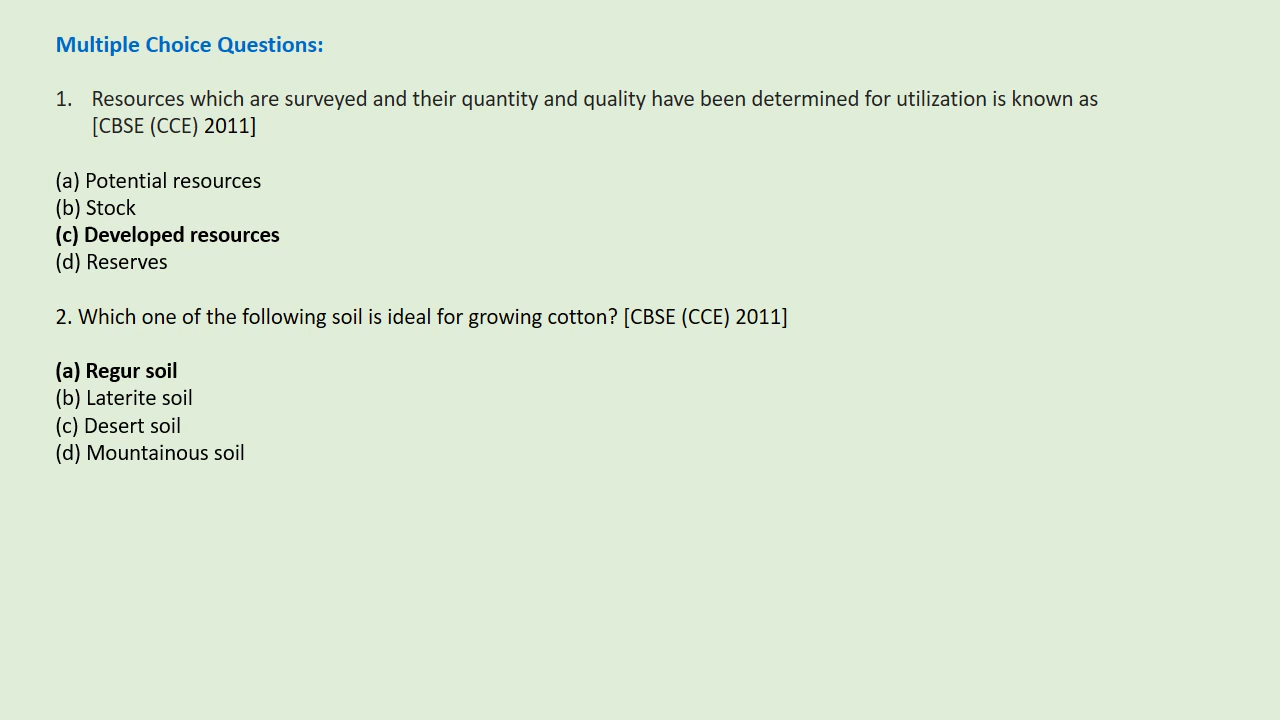 Multiple Choice Questions:
1. Resources which are surveyed and their quantity and quality have been determined for utilization is known as
[CBSE (CCE) 2011]
(a) Potential resources
(b) Stock
(c) Developed resources
(d) Reserves
2. Which one of the following soil is ideal for growing cotton? [CBSE (CCE) 2011]
(a) Regur soil
(b) Laterite soil
(c) Desert soil
(d) Mountainous soil